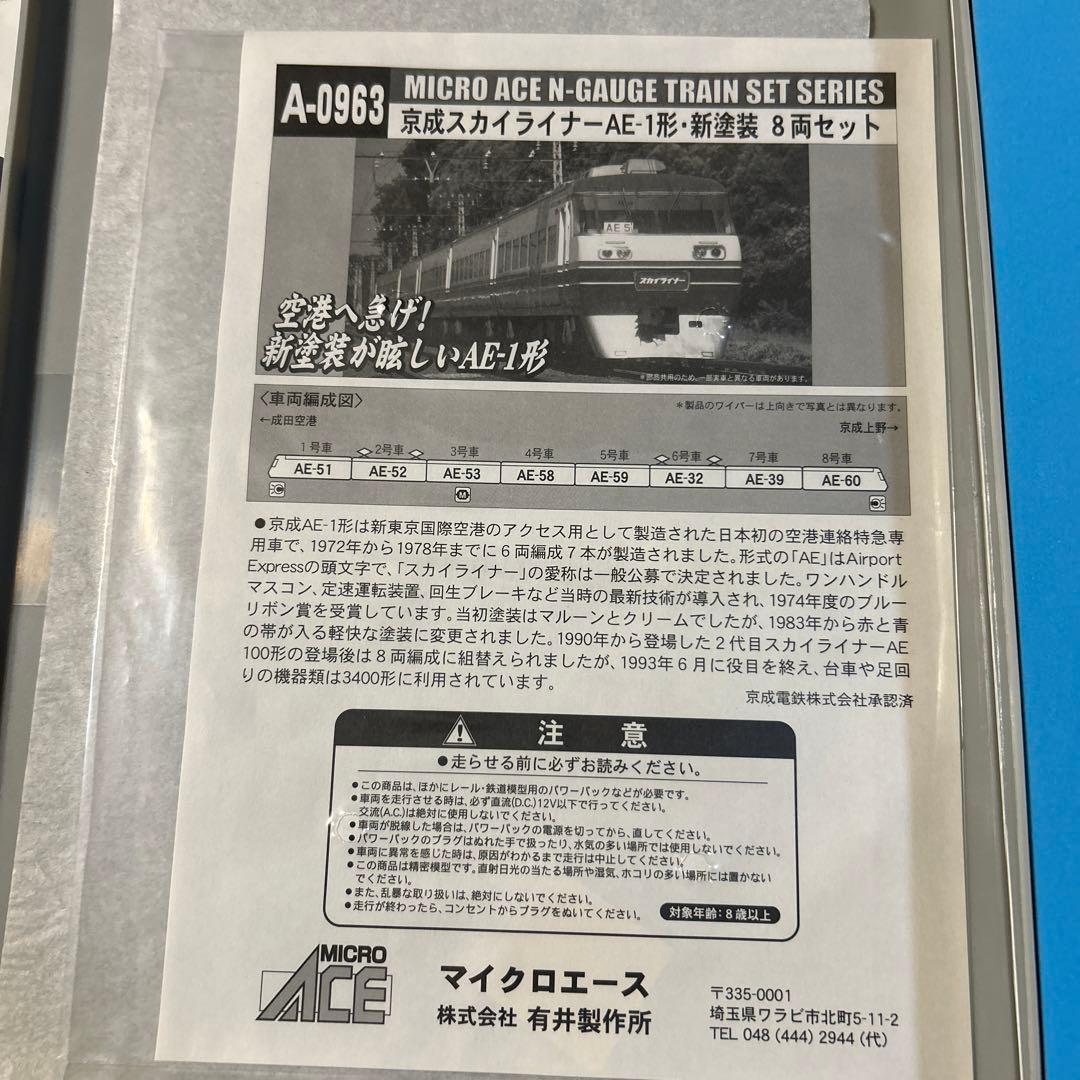 A-0963
MICRO ACE N-GAUGE TRAIN SET SERIES
京成スカイライナーAE-1形・新塗装 8両セット
AE 5
スカイライナー
空港へ急げ!
新塗装が眩しいAE-1形
*部品共用のため、一部実車と異なる車両があります。
〈車両編成図〉
*製品のワイパーは上向きで写真とは異なります。
←成田空港
京成上野→
1号車 2号車 3号車 4号車 5号車 6号車 7号車 8号車
AE-51 AE-52 AE-53 AE-58 AE-59 AE-32 AE-39 AE-60
M
●京成AE-1形は新東京国際空港のアクセス用として製造された日本初の空港連絡特急専
用車で、1972年から1978年までに6両編成7本が製造されました。形式の「AE」はAirport
Expressの頭文字で、「スカイライナー」の愛称は一般公募で決定されました。ワンハンドル
マスコン、定速運転装置、回生ブレーキなど当時の最新技術が導入され、1974年度のブルー
リボン賞を受賞しています。当初塗装はマルーンとクリームでしたが、1983年から赤と青
の帯が入る軽快な塗装に変更されました。1990年から登場した2代目スカイライナーAE
100形の登場後は8両編成に組替えられましたが、1993年6月に役目を終え、台車や足回
りの機器類は3400形に利用されています。
京成電鉄株式会社承認済
注 意
●走らせる前に必ずお読みください。
●この商品は、ほかにレール・鉄道模型用のパワーパックなどが必要です。
●車両を走行させる時は、必ず直流(D.C.)12V以下で行ってください。
交流(A.C.)は絶対に使用しないでください。
●車両が脱線した場合は、パワーパックの電源を切ってから、直してください。
●パワーパックのプラグはぬれた手で扱ったり、水気の多い場所では使用しないでください。
●車両に異常を感じた時は、原因がわかるまで走行は中止してください。
●この商品は精密模型です。直射日光の当たる場所や湿気、ホコリの多い場所には置かない
でください。
●また、乱暴な取り扱いは、絶対にしないでください。
●走行が終わったら、コンセントからプラグをぬいてください。
対象年齢:8歳以上
MICRO
ACE
マイクロエース
株式会社 有井製作所
〒335-0001
埼玉県ワラビ市北町5-11-2
TEL 048 (444) 2944 (代)